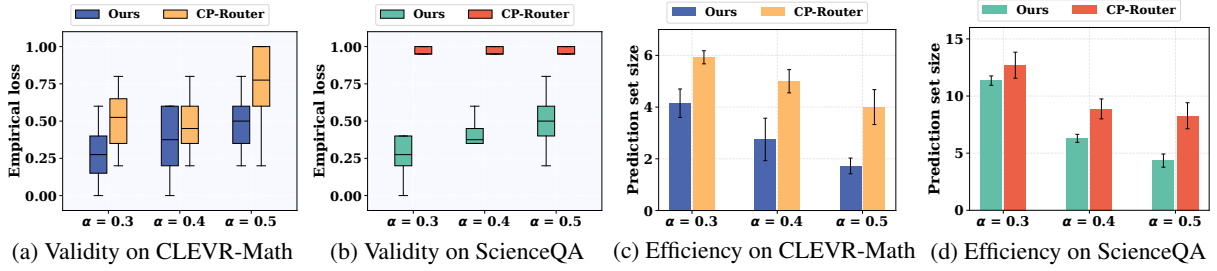 Ours CP-Router
Empirical loss
1.00
0.75
0.50
0.25
0.00
α = 0.3 α = 0.4 α = 0.5
(a) Validity on CLEVR-Math
Ours CP-Router
Empirical loss
1.00
0.75
0.50
0.25
0.00
α = 0.3 α = 0.4 α = 0.5
(b) Validity on ScienceQA
Ours CP-Router
Prediction set size
6
4
2
0
α = 0.3 α = 0.4 α = 0.5
(c) Efficiency on CLEVR-Math
Ours CP-Router
Prediction set size
15
10
5
0
α = 0.3 α = 0.4 α = 0.5
(d) Efficiency on ScienceQA